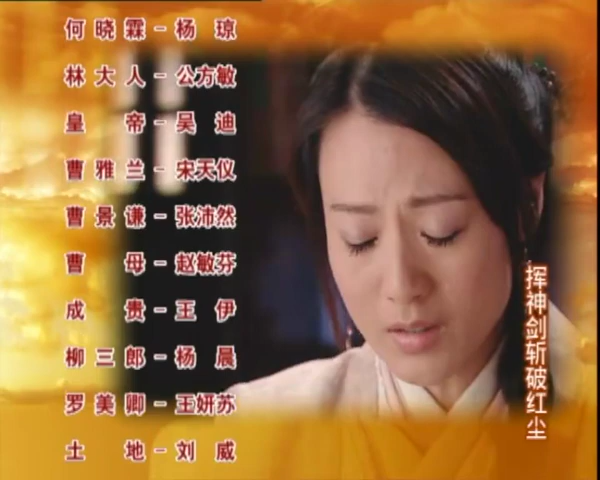 何晓霖－杨 琼
林大人－公方敏
皇 帝－吴 迪
曹雅兰－宋天仪
曹景谦－张沛然
曹 母－赵敏芬
成 贵－王 伊
柳三郎－杨 晨
罗美卿－王妍苏
土 地－刘 威
挥神剑斩破红尘